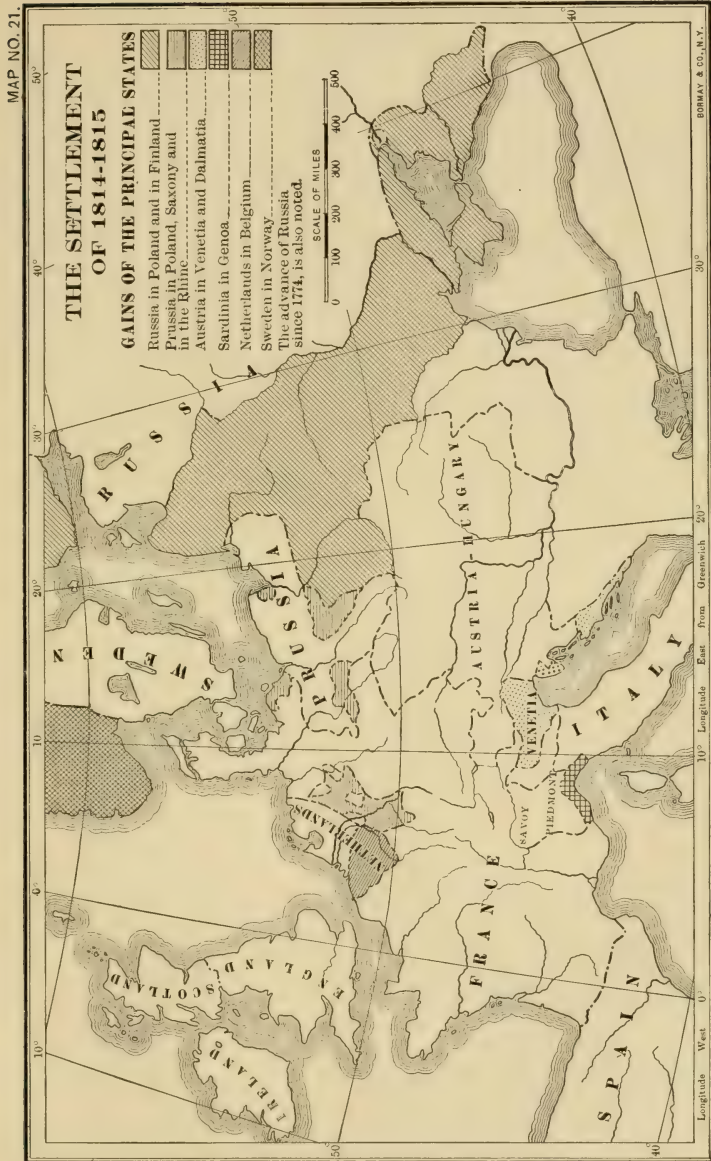 MAP NO. 21.
THE SETTLEMENT
OF 1814-1815
GAINS OF THE PRINCIPAL STATES
Russia in Poland and in Finland
Prussia in Poland, Saxony and
in the Rhine
Austria in Venetia and Dalmatia
Sardinia in Genoa
Netherlands in Belgium
Sweden in Norway
The advance of Russia
since 1774, is also noted.
SCALE OF MILES
0 100 200 300 400 500
10°
0°
10
20°
30°
40°
50°
50
40
RUSSIA
SWEDEN
PRUSSIA
NETHERLANDS
SCOTLAND
ENGLAND
IRELAND
AUSTRIA-HUNGARY
VENETIA
SAVOY
PIEDMONT
ITALY
FRANCE
SPAIN
50
40
Longitude West 0° Longitude East from Greenwich
10°
20°
30°
BORMAY & CO., N.Y.